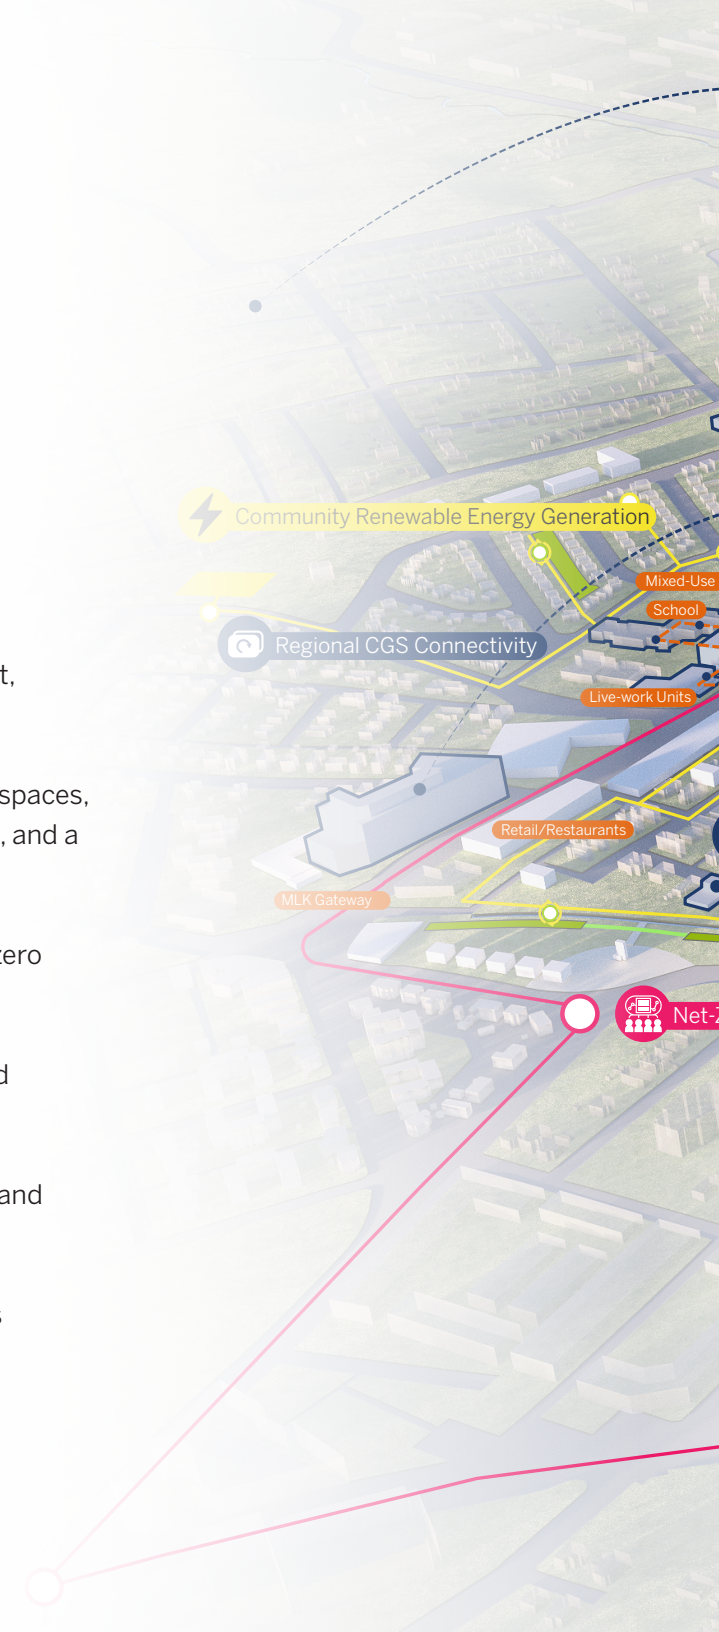 Community Renewable Energy Generation
Mixed-Use
School
Regional CGS Connectivity
t,
Live-work Units
spaces,
, and a
Retail/Restaurants
MLK Gateway
zero
Net-Z
d
and
s